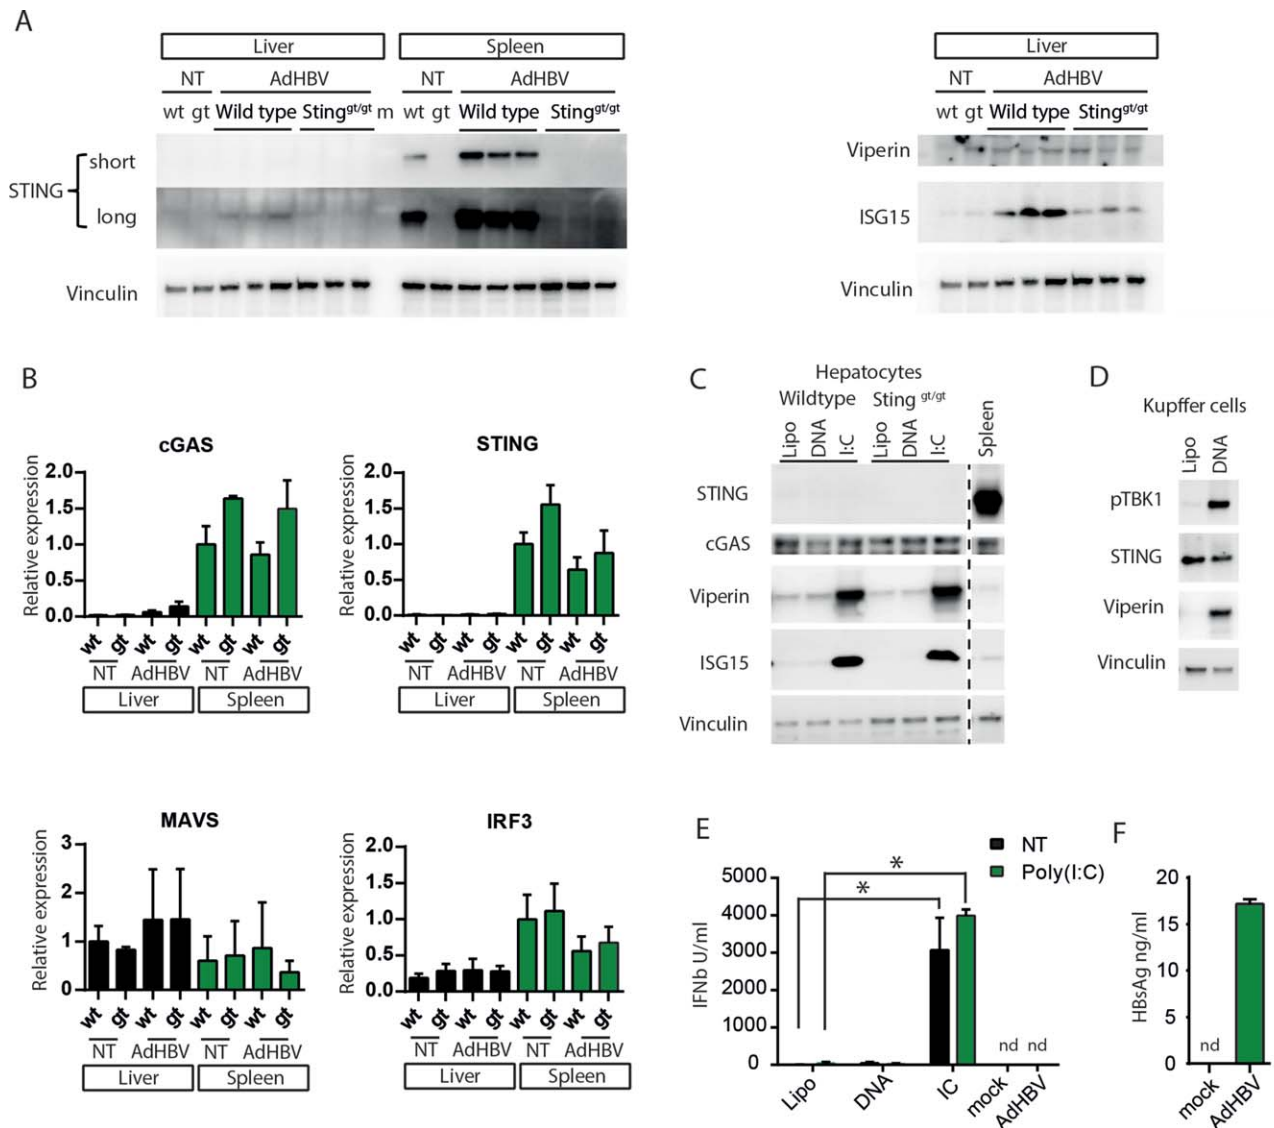 A
Liver
Spleen
NT
AdHBV
NT
AdHBV
wt gt Wild type Sting gt/gt m wt gt Wild type Sting gt/gt
STING
short
long
Vinculin
Liver
NT
AdHBV
wt gt Wild type Sting gt/gt
Viperin
ISG15
Vinculin
B
cGAS
Relative expression
2.0
1.5
1.0
0.5
0.0
wt gt wt gt wt gt wt gt
NT AdHBV NT AdHBV
Liver Spleen
STING
Relative expression
2.0
1.5
1.0
0.5
0.0
wt gt wt gt wt gt wt gt
NT AdHBV NT AdHBV
Liver Spleen
MAVS
Relative expression
3
2
1
0
wt gt wt gt wt gt wt gt
NT AdHBV NT AdHBV
Liver Spleen
IRF3
Relative expression
2.0
1.5
1.0
0.5
0.0
wt gt wt gt wt gt wt gt
NT AdHBV NT AdHBV
Liver Spleen
C
Hepatocytes
Wildtype Sting gt/gt
Lipo DNA I:C Lipo DNA I:C Spleen
STING
cGAS
Viperin
ISG15
Vinculin
D
Kupffer cells
Lipo DNA
pTBK1
STING
Viperin
Vinculin
E
NT
Poly(I:C)
* *
IFNb U/ml
5000
4000
3000
2000
1000
0
nd nd
Lipo DNA IC mock AdHBV
F
HBsAg ng/ml
20
15
10
5
0
nd
mock AdHBV